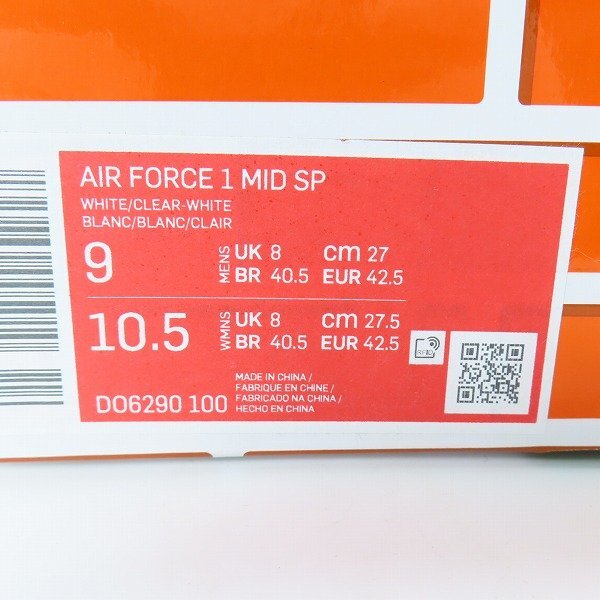 AIR FORCE 1 MID SP
WHITE/CLEAR-WHITE
BLANC/BLANC/CLAIR
9 MENS UK 8 cm 27
BR 40.5 EUR 42.5
10.5 WMNS UK 8 cm 27.5
BR 40.5 EUR 42.5
RFID
DO6290 100
MADE IN CHINA /
FABRIQUE EN CHINE /
FABRICADO NA CHINA /
HECHO EN CHINA